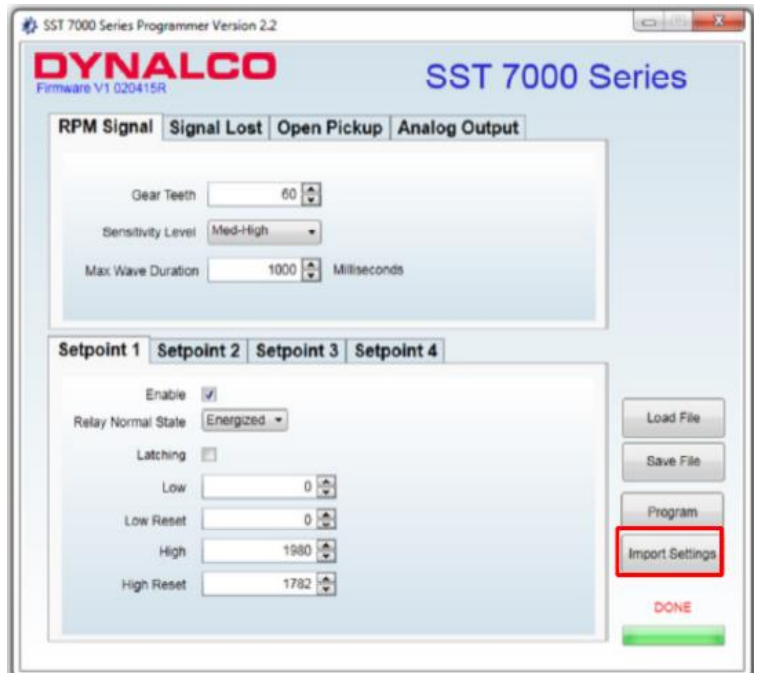 SST 7000 Series Programmer Version 2.2
DYNALCO
Firmware V1 020415R
SST 7000 Series
RPM Signal Signal Lost Open Pickup Analog Output
Gear Teeth 60
Sensitivity Level Med-High
Max Wave Duration 1000 Milliseconds
Setpoint 1 Setpoint 2 Setpoint 3 Setpoint 4
Enable
Relay Normal State Energized
Latching
Low 0
Low Reset 0
High 1980
High Reset 1782
Load File
Save File
Program
Import Settings
DONE